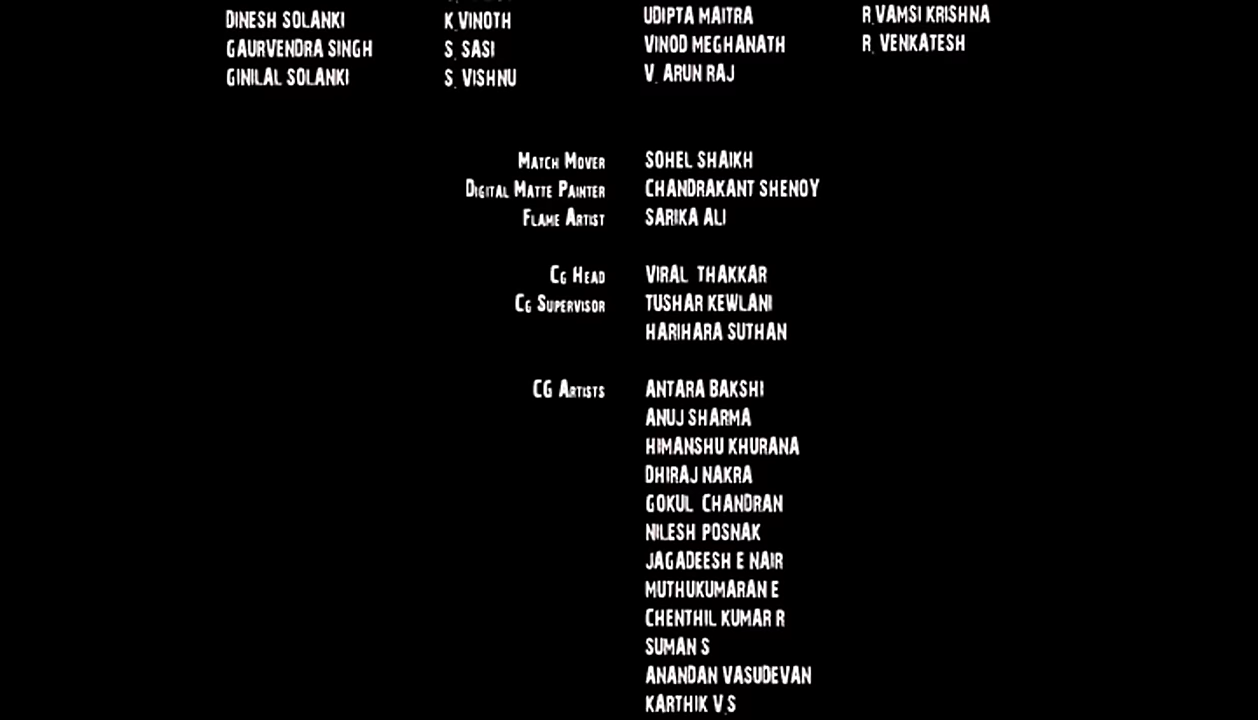 DINESH SOLANKI K.VINOTH UDIPTA MAITRA R.VAMSI KRISHNA
GAURVENDRA SINGH S. SASI VINOD MEGHANATH R. VENKATESH
GINILAL SOLANKI S. VISHNU V. ARUN RAJ
Match Mover SOHEL SHAIKH
Digital Matte Painter CHANDRAKANT SHENOY
Flame Artist SARIKA ALI
Cg Head VIRAL THAKKAR
Cg Supervisor TUSHAR KEWLANI
HARIHARA SUTHAN
CG Artists ANTARA BAKSHI
ANUJ SHARMA
HIMANSHU KHURANA
DHIRAJ NAKRA
GOKUL CHANDRAN
NILESH POSNAK
JAGADEESH E NAIR
MUTHUKUMARAN E
CHENTHIL KUMAR R
SUMAN S
ANANDAN VASUDEVAN
KARTHIK V.S